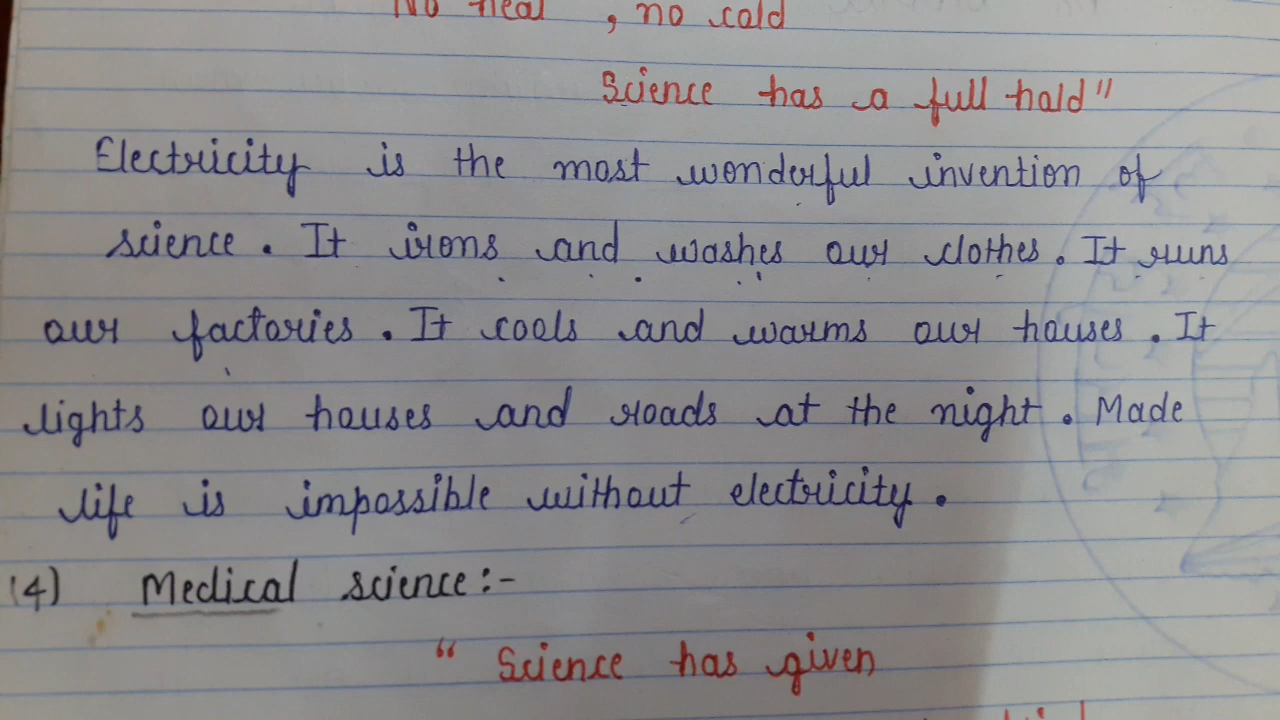 No heat , no cold
Science has a full hold"
Electricity is the most wonderful invention of
science . It irons and washes our clothes . It runs
our factories . It cools and warms our houses . It
lights our houses and roads at the night . Made
life is impossible without electricity .
(4) Medical science :-
" Science has given